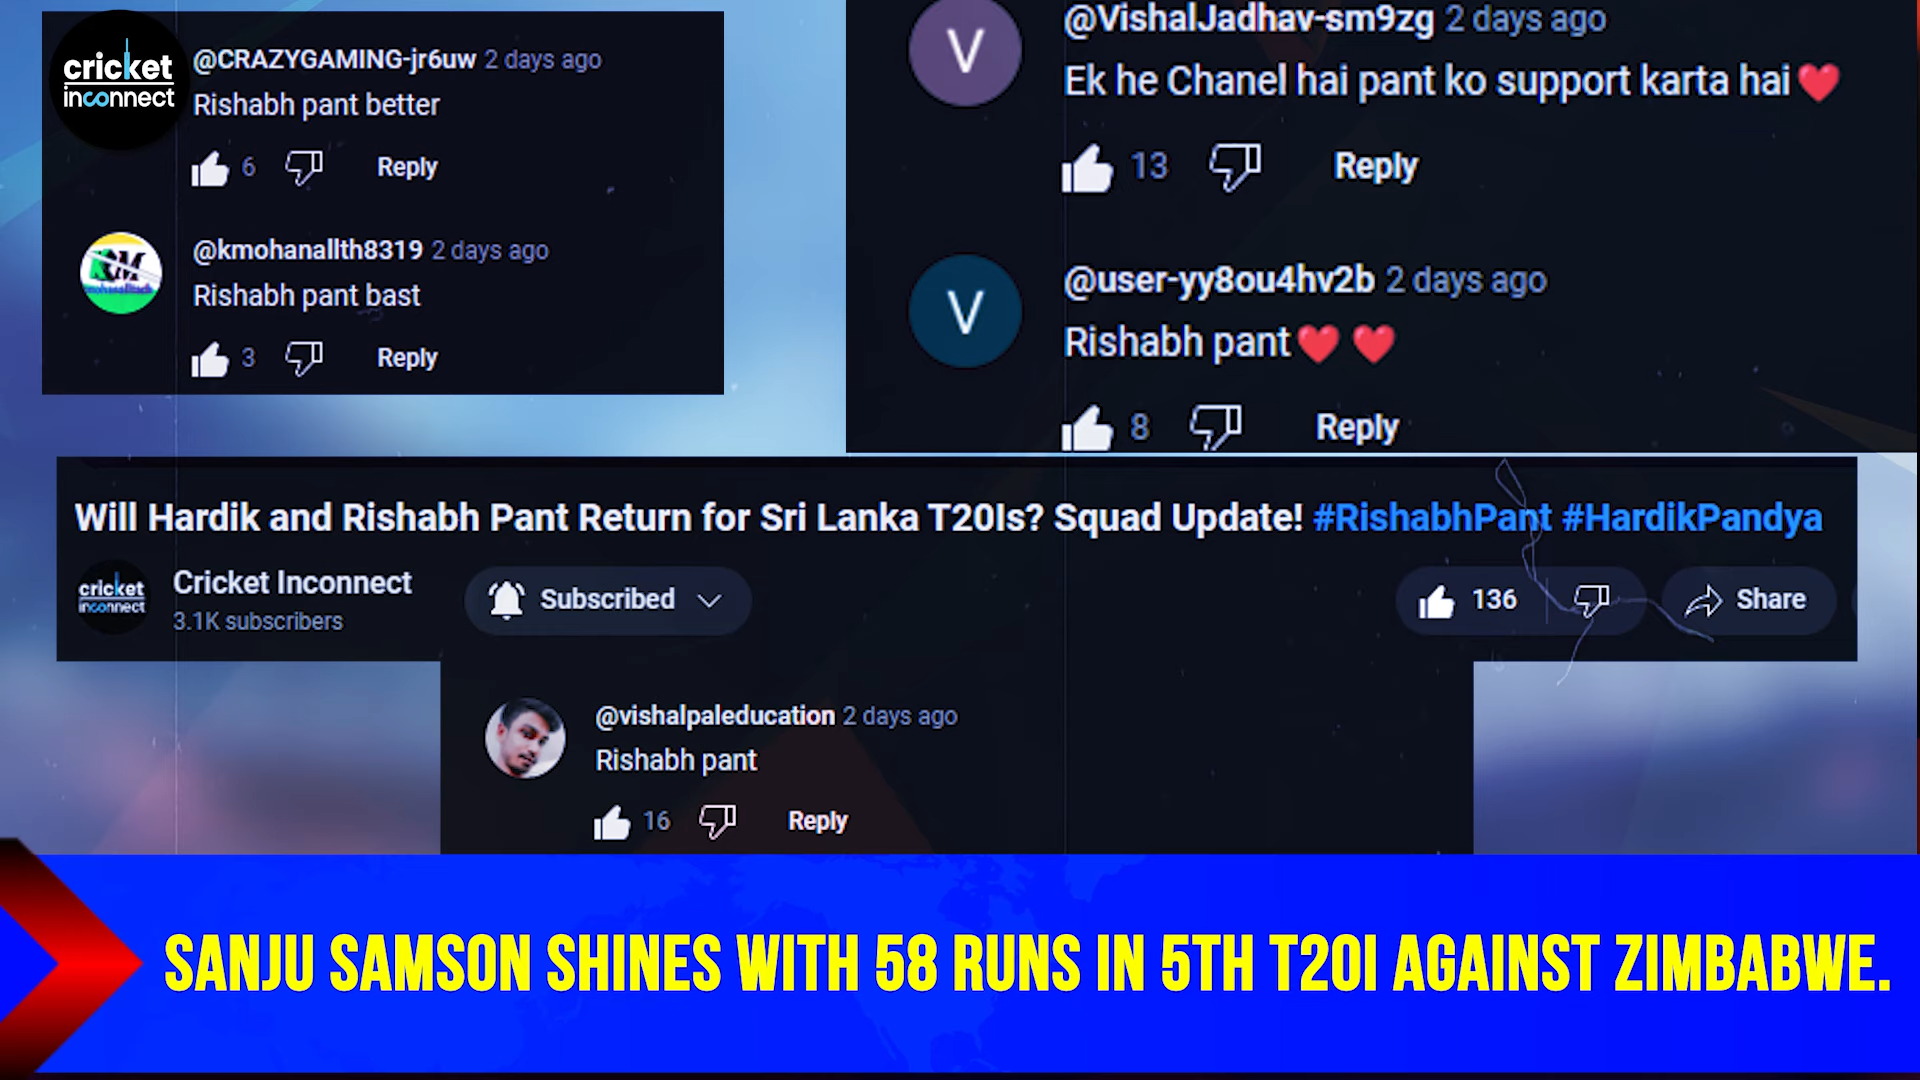 cricket
inconnect
@CRAZYGAMING-jr6uw 2 days ago
Rishabh pant better
6 Reply
@kmohanallth8319 2 days ago
Rishabh pant bast
3 Reply
V
@VishalJadhav-sm9zg 2 days ago
Ek he Chanel hai pant ko support karta hai❤️
13 Reply
V
@user-yy8ou4hv2b 2 days ago
Rishabh pant❤️ ❤️
8 Reply
Will Hardik and Rishabh Pant Return for Sri Lanka T20Is? Squad Update! #RishabhPant #HardikPandya
cricket
inconnect
Cricket Inconnect
3.1K subscribers
Subscribed
136
Share
@vishalpaleducation 2 days ago
Rishabh pant
16 Reply
SANJU SAMSON SHINES WITH 58 RUNS IN 5TH T20I AGAINST ZIMBABWE.